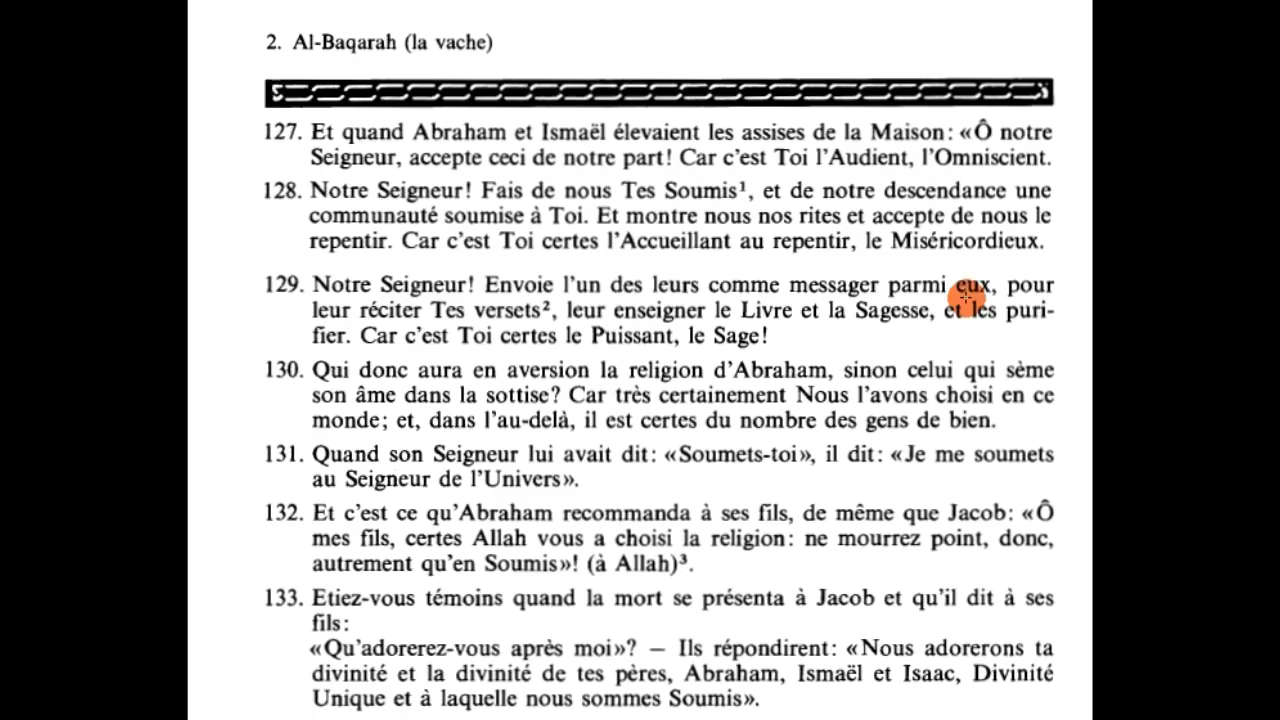 2. Al-Baqarah (la vache)
127. Et quand Abraham et Ismaël élevaient les assises de la Maison: «Ô notre
Seigneur, accepte ceci de notre part! Car c'est Toi l'Audient, l'Omniscient.
128. Notre Seigneur! Fais de nous Tes Soumis¹, et de notre descendance une
communauté soumise à Toi. Et montre nous nos rites et accepte de nous le
repentir. Car c'est Toi certes l'Accueillant au repentir, le Miséricordieux.
129. Notre Seigneur! Envoie l'un des leurs comme messager parmi eux, pour
leur réciter Tes versets², leur enseigner le Livre et la Sagesse, et les puri-
fier. Car c'est Toi certes le Puissant, le Sage!
130. Qui donc aura en aversion la religion d'Abraham, sinon celui qui sème
son âme dans la sottise? Car très certainement Nous l'avons choisi en ce
monde; et, dans l'au-delà, il est certes du nombre des gens de bien.
131. Quand son Seigneur lui avait dit: «Soumets-toi», il dit: «Je me soumets
au Seigneur de l'Univers».
132. Et c'est ce qu'Abraham recommanda à ses fils, de même que Jacob: «Ô
mes fils, certes Allah vous a choisi la religion: ne mourrez point, donc,
autrement qu'en Soumis»! (à Allah)³.
133. Etiez-vous témoins quand la mort se présenta à Jacob et qu'il dit à ses
fils:
«Qu'adorerez-vous après moi»? — Ils répondirent: «Nous adorerons ta
divinité et la divinité de tes pères, Abraham, Ismaël et Isaac, Divinité
Unique et à laquelle nous sommes Soumis».